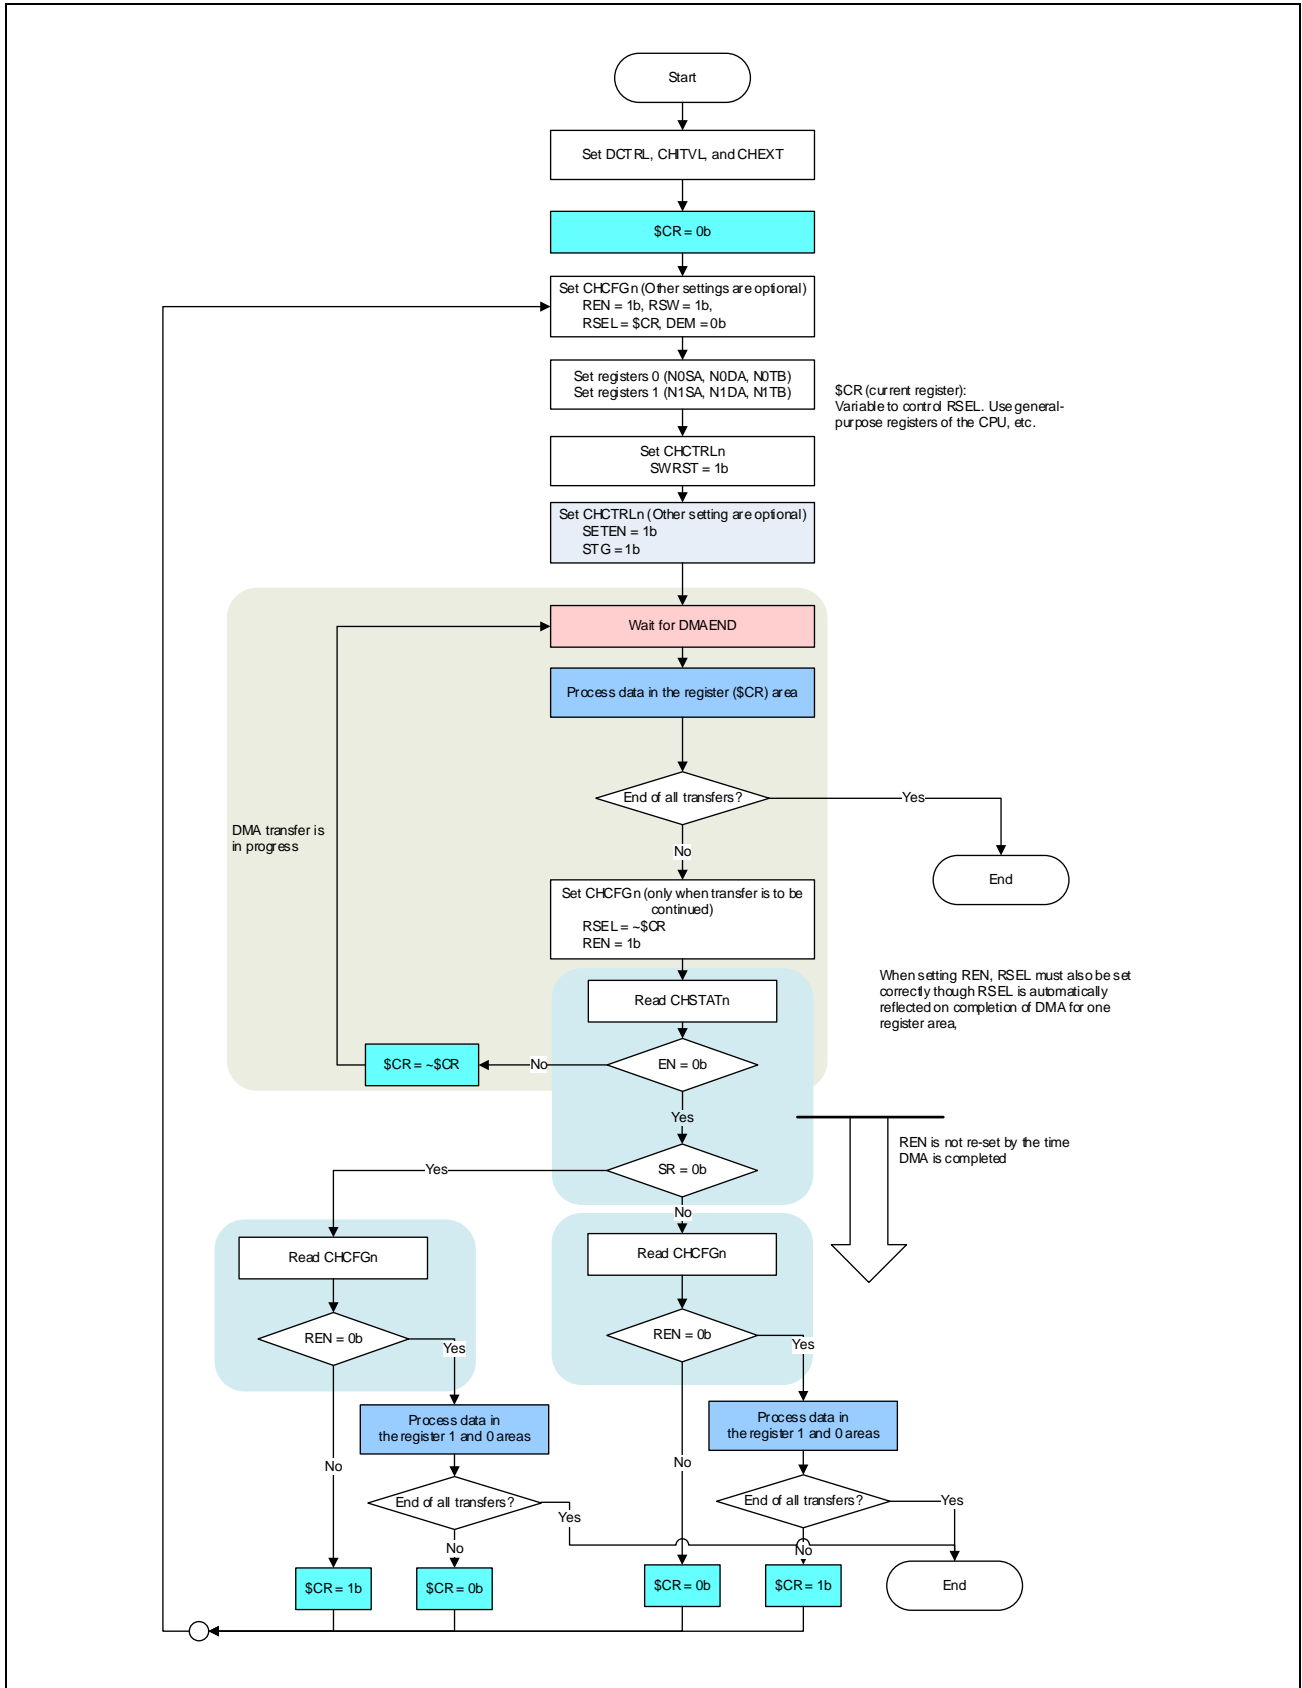 Start
Set DCTRL, CHITVL, and CHEXT
$CR = 0b
Set CHCFGn (Other settings are optional)
REN = 1b, RSW = 1b,
RSEL = $CR, DEM = 0b
Set registers 0 (N0SA, N0DA, N0TB)
Set registers 1 (N1SA, N1DA, N1TB)
$CR (current register):
Variable to control RSEL. Use general-
purpose registers of the CPU, etc.
Set CHCTRLn
SWRST = 1b
Set CHCTRLn (Other setting are optional)
SETEN = 1b
STG = 1b
Wait for DMAEND
Process data in the register ($CR) area
End of all transfers?
Yes
DMA transfer is
in progress
No
End
Set CHCFGn (only when transfer is to be
continued)
RSEL = ~$CR
REN = 1b
When setting REN, RSEL must also be set
correctly though RSEL is automatically
reflected on completion of DMA for one
register area,
Read CHSTATn
$CR = ~$CR
No
EN = 0b
Yes
REN is not re-set by the time
DMA is completed
Yes
SR = 0b
No
Read CHCFGn
Read CHCFGn
REN = 0b
Yes
REN = 0b
Yes
Process data in
the register 1 and 0 areas
Process data in
the register 1 and 0 areas
No
No
End of all transfers?
Yes
End of all transfers?
Yes
No
No
$CR = 1b
$CR = 0b
$CR = 0b
$CR = 1b
End